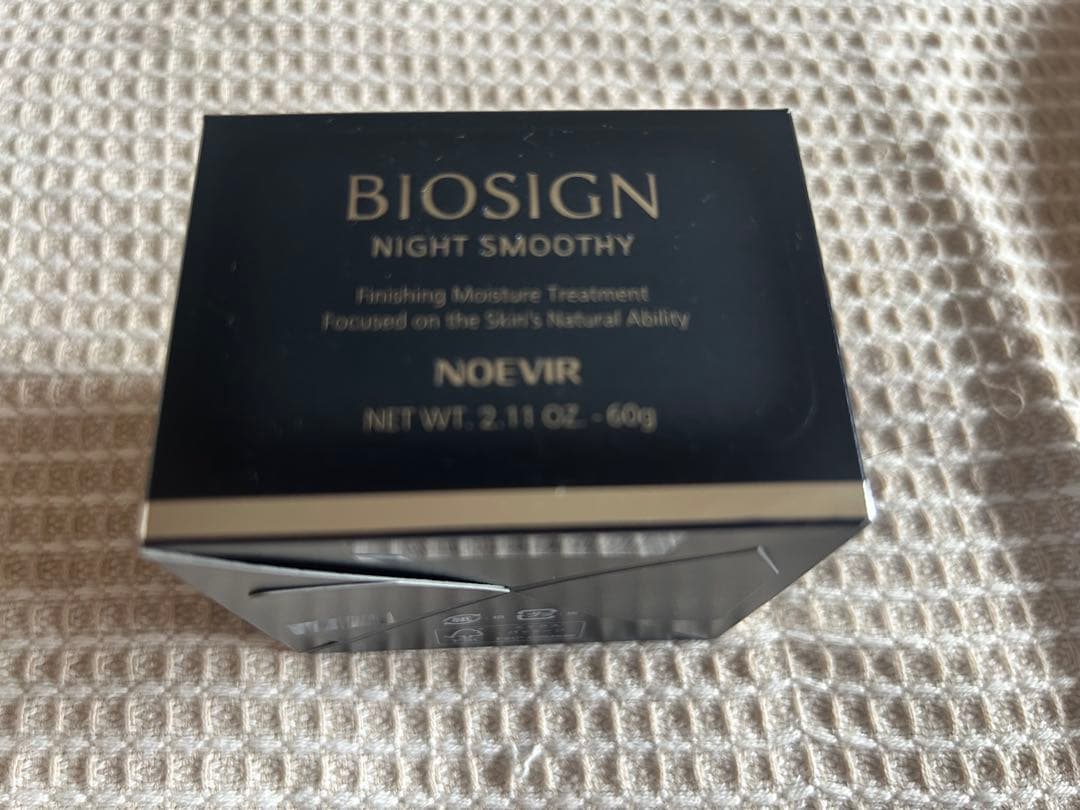 BIOSIGN
NIGHT SMOOTHY
Finishing Moisture Treatment
Focused on the Skin's Natural Ability
NOEVIR
NET WT. 2.11 OZ. - 60g